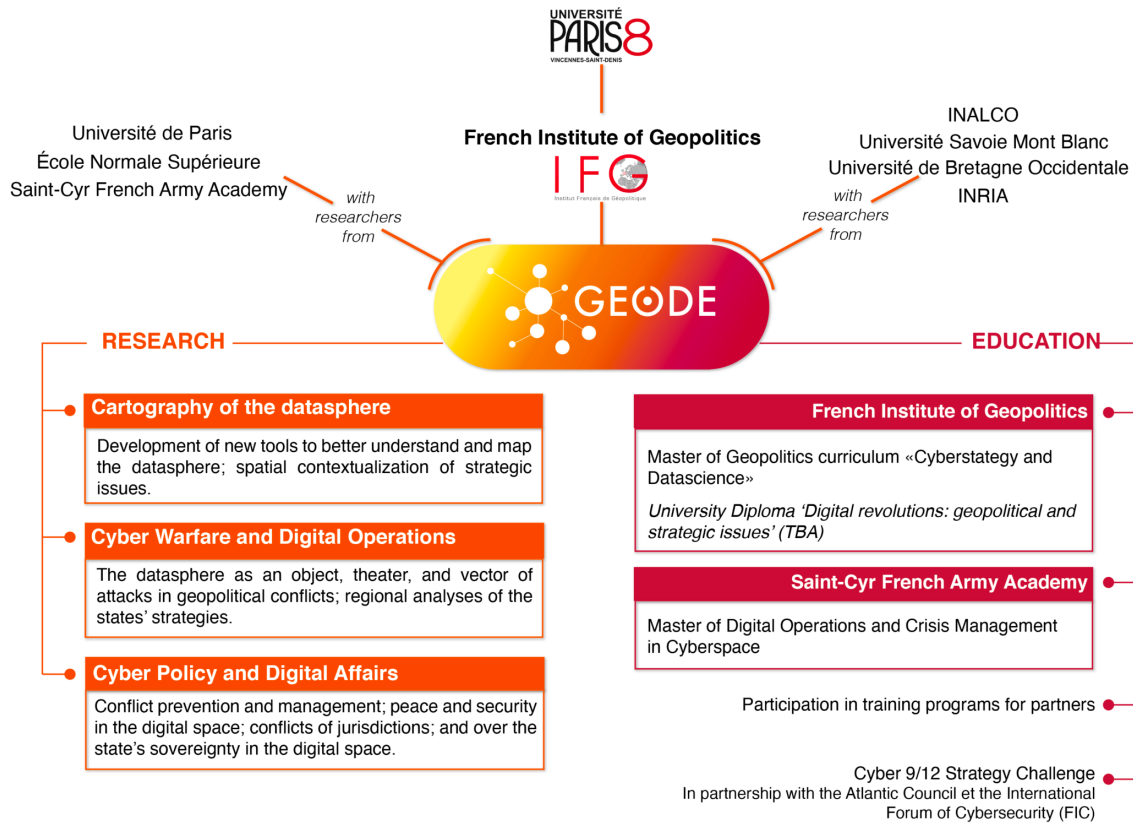 UNIVERSITÉ
PARIS8
VINCENNES-SAINT-DENIS
French Institute of Geopolitics
IFG
Institut Français de Géopolitique
Université de Paris
École Normale Supérieure
Saint-Cyr French Army Academy
with
researchers
from
INALCO
Université Savoie Mont Blanc
Université de Bretagne Occidentale
INRIA
with
researchers
from
GEODE
RESEARCH
Cartography of the datasphere
Development of new tools to better understand and map
the datasphere; spatial contextualization of strategic
issues.
Cyber Warfare and Digital Operations
The datasphere as an object, theater, and vector of
attacks in geopolitical conflicts; regional analyses of the
states’ strategies.
Cyber Policy and Digital Affairs
Conflict prevention and management; peace and security
in the digital space; conflicts of jurisdictions; and over the
state’s sovereignty in the digital space.
EDUCATION
French Institute of Geopolitics
Master of Geopolitics curriculum «Cyberstategy and
Datascience»
University Diploma ‘Digital revolutions: geopolitical and
strategic issues’ (TBA)
Saint-Cyr French Army Academy
Master of Digital Operations and Crisis Management
in Cyberspace
Participation in training programs for partners
Cyber 9/12 Strategy Challenge
In partnership with the Atlantic Council et the International
Forum of Cybersecurity (FIC)